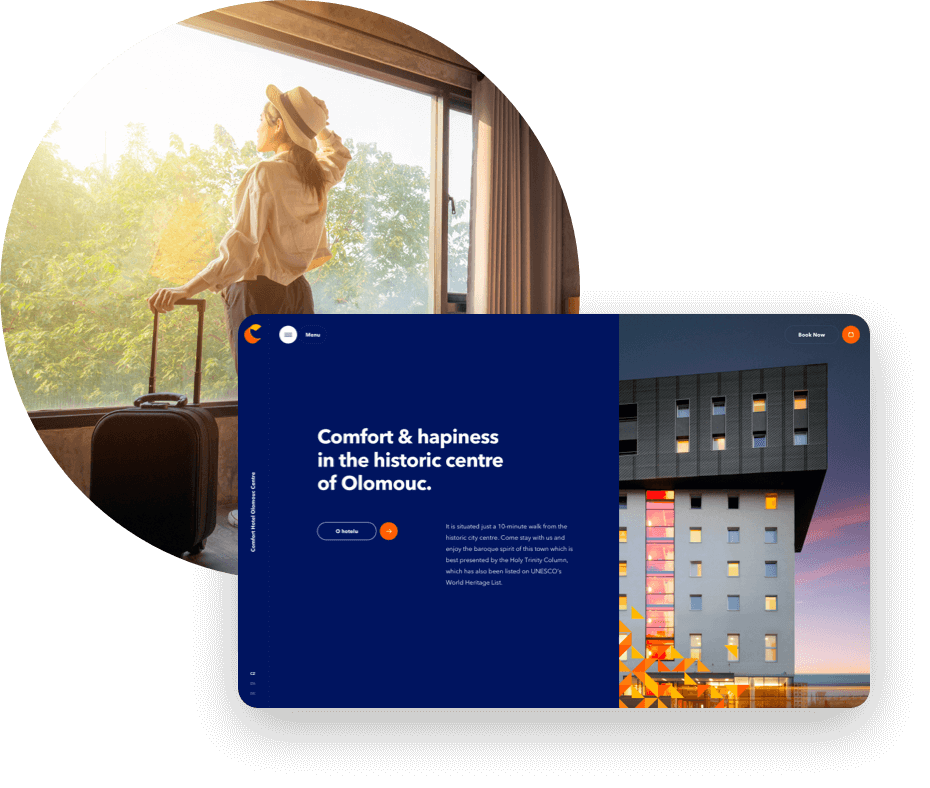 Menu
Book Now
Comfort & hapiness
in the historic centre
of Olomouc.
Comfort Hotel Olomouc Centre
O hotelu
It is situated just a 10-minute walk from the
historic city centre. Come stay with us and
enjoy the baroque spirit of this town which is
best presented by the Holy Trinity Column,
which has also been listed on UNESCO's
World Heritage List.